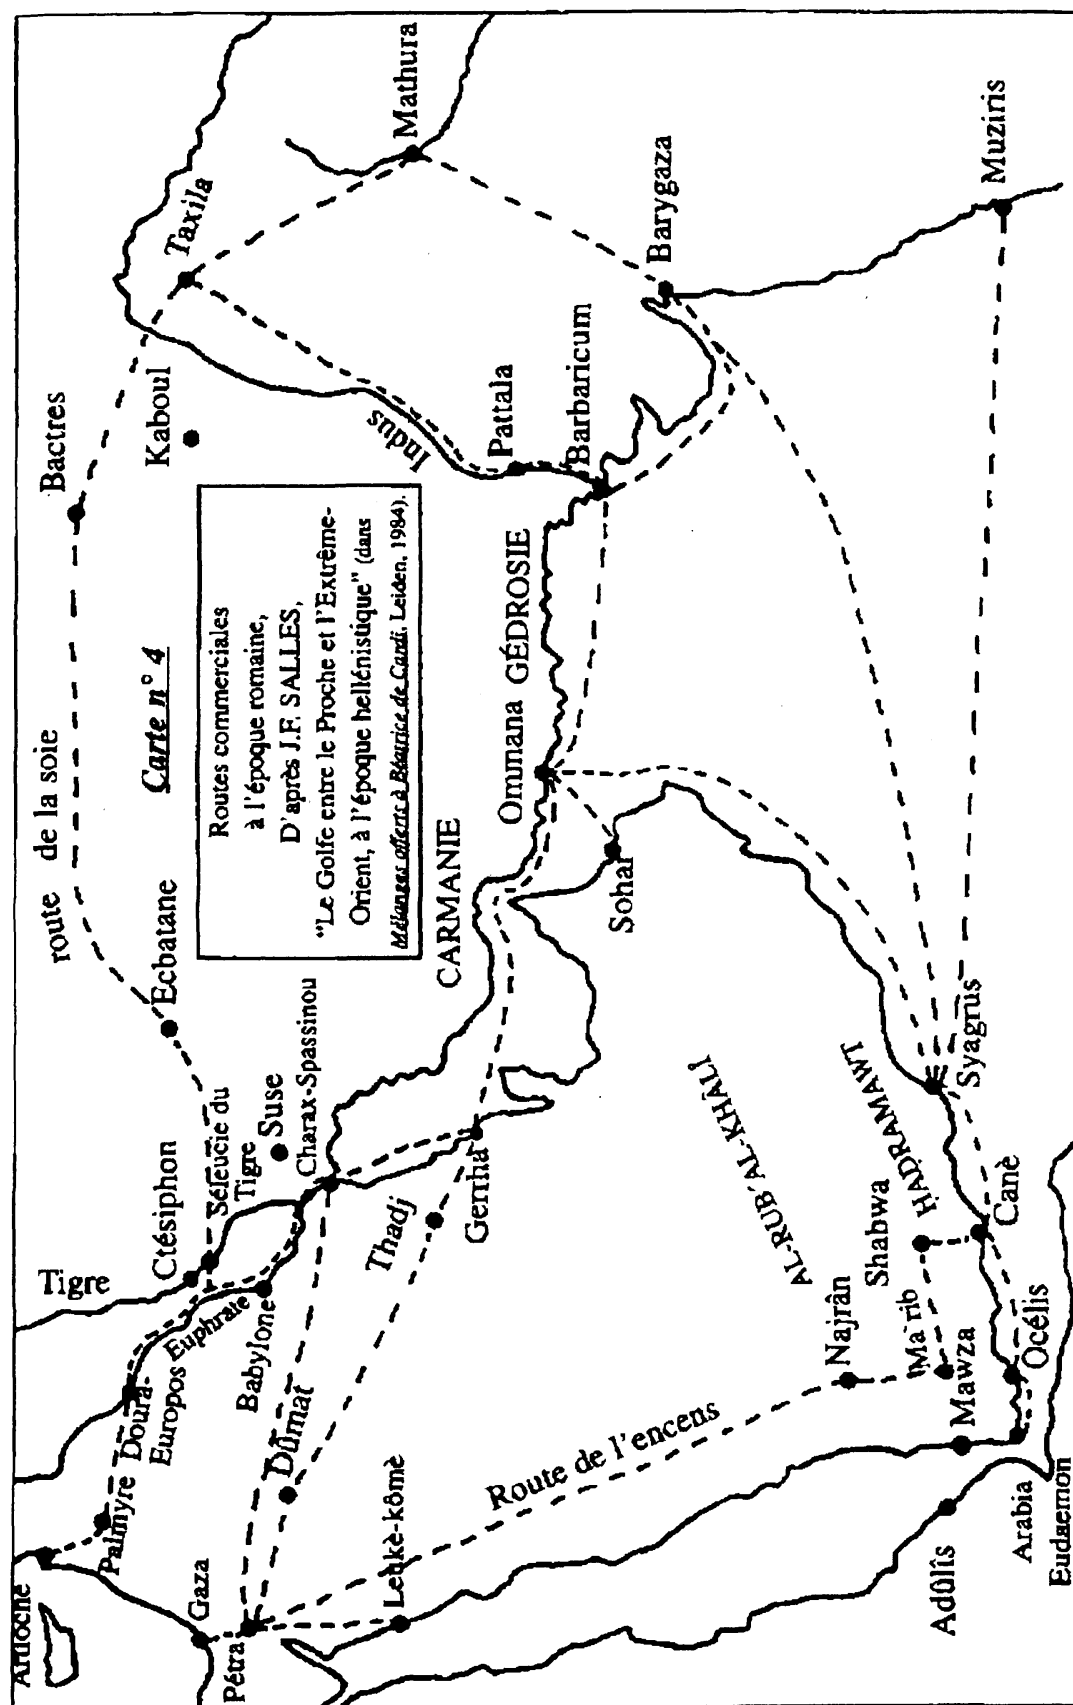 Carte n° 4
Routes commerciales
à l'époque romaine,
D'après J.F. SALLES,
"Le Golfe entre le Proche et l'Extrême-
Orient, à l'époque hellénistique" (dans
Mélanges offerts à Béatrice de Cardi, Leiden, 1984).
route de la soie
Bactres
Kaboul
Taxila
Mathura
Indus
Pattala
Barbaricum
Barygaza
Muziris
Ecbatane
Tigre
Ctésiphon
Séleucie du
Tigre
Suse
Charax-Spassinou
CARMANIE
Ommana
GÉDROSIE
Sohar
Antioche
Palmyre
Doura-
Europos
Euphrate
Babylone
Gaza
Pétra
Dûmat
Thadj
Gerrha
Leukè-kômè
Route de l'encens
AL-RUB' AL-KHÂLÎ
Najrân
Ma'rib
Shabwa
HADRAMAWT
Syagrus
Canè
Mawza
Océlis
Adûlîs
Arabia
Eudaemon